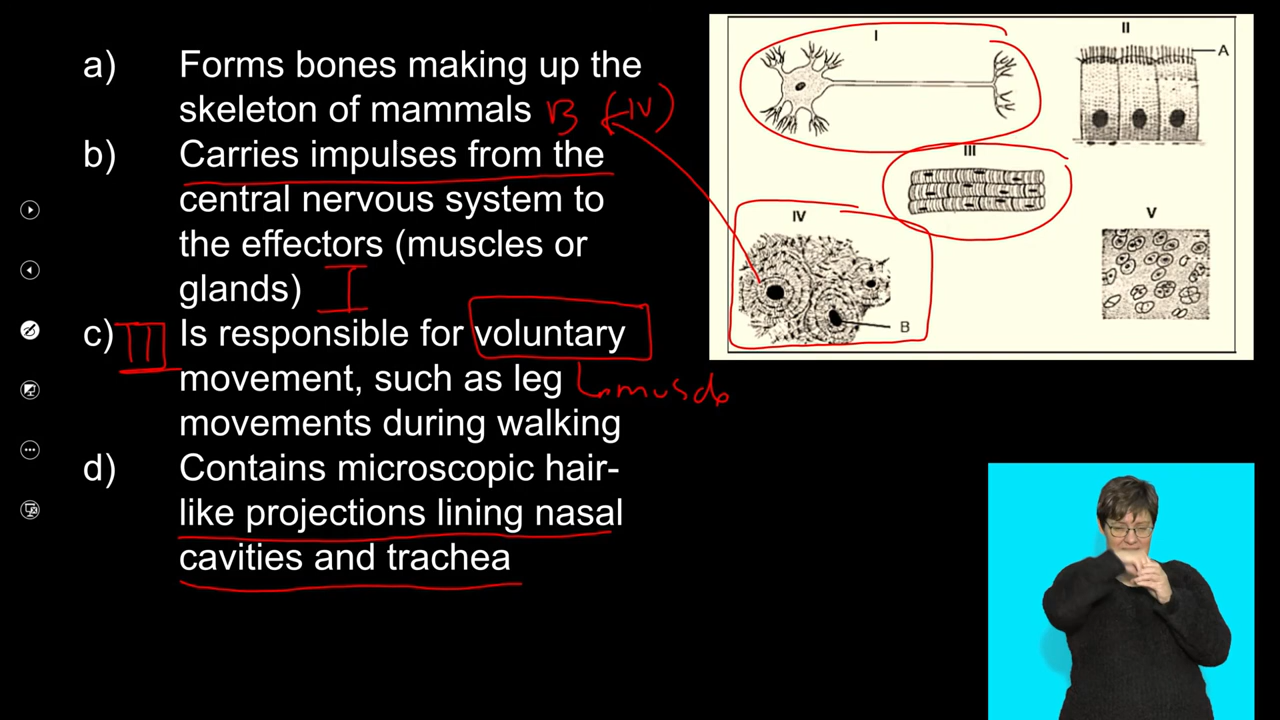 a) Forms bones making up the
skeleton of mammals B (IV)
b) Carries impulses from the
central nervous system to
the effectors (muscles or
glands) I
c) III Is responsible for voluntary
movement, such as leg muscle
movements during walking
d) Contains microscopic hair-
like projections lining nasal
cavities and trachea
I
II
A
III
IV
V
B